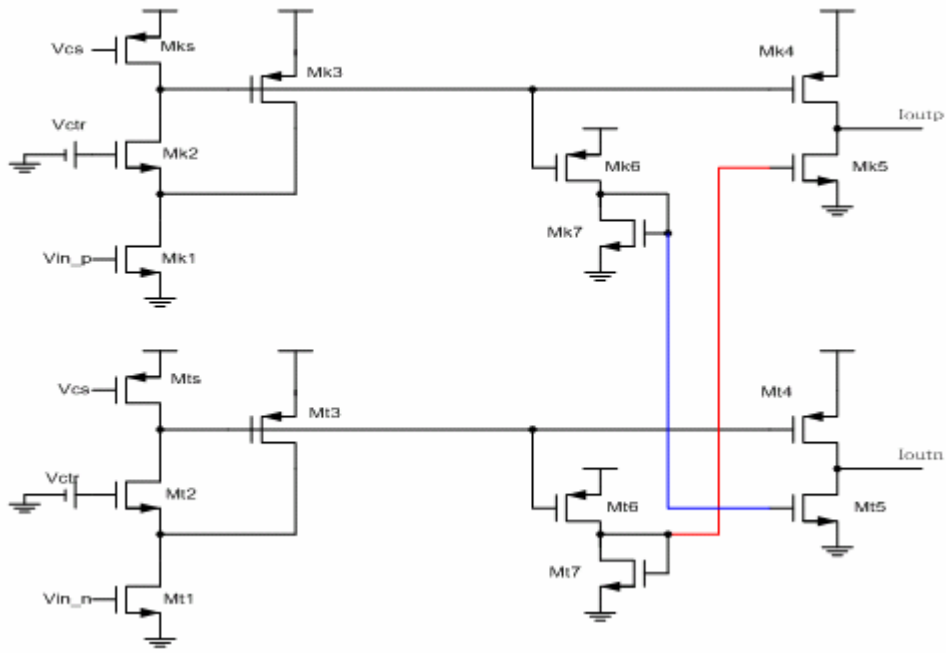 Vcs
Mks
Mk3
Mk4
Ioutp
Vctr
Mk2
Mk6
Mk5
Mk7
Vin_p
Mk1
Vcs
Mts
Mt3
Mt4
Ioutn
Vctr
Mt2
Mt6
Mt5
Mt7
Vin_n
Mt1